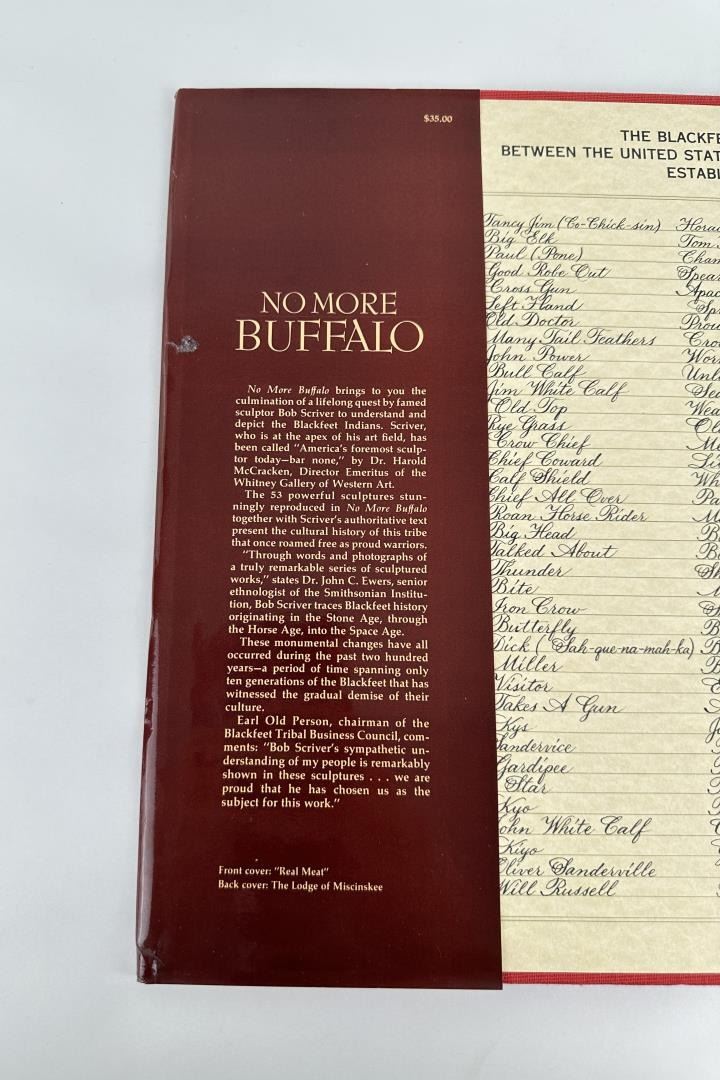 $35.00
NO MORE
BUFFALO
No More Buffalo brings to you the
culmination of a lifelong quest by famed
sculptor Bob Scriver to understand and
depict the Blackfeet Indians. Scriver,
who is at the apex of his art field, has
been called "America's foremost sculp-
tor today—bar none," by Dr. Harold
McCracken, Director Emeritus of the
Whitney Gallery of Western Art.
The 53 powerful sculptures stun-
ningly reproduced in No More Buffalo
together with Scriver's authoritative text
present the cultural history of this tribe
that once roamed free as proud warriors.
"Through words and photographs of
a truly remarkable series of sculptured
works," states Dr. John C. Ewers, senior
ethnologist of the Smithsonian Institu-
tion, Bob Scriver traces Blackfeet history
originating in the Stone Age, through
the Horse Age, into the Space Age.
These monumental changes have all
occurred during the past two hundred
years—a period of time spanning only
ten generations of the Blackfeet that has
witnessed the gradual demise of their
culture.
Earl Old Person, chairman of the
Blackfeet Tribal Business Council, com-
ments: "Bob Scriver's sympathetic un-
derstanding of my people is remarkably
shown in these sculptures . . . we are
proud that he has chosen us as the
subject for this work."
Front cover: "Real Meat"
Back cover: The Lodge of Miscinskee
THE BLACKFE
BETWEEN THE UNITED STAT
ESTABL
Fancy Jim (Co-Chick-sin)
Big Elk
Paul (Pone)
Good Robe Out
Cross Gun
Left Hand
Old Doctor
Many Tail Feathers
John Power
Bull Calf
Jim White Calf
Old Top
Rye Grass
Crow Chief
Chief Coward
Calf Shield
Chief All Over
Roan Horse Rider
Big Head
Talked About
Thunder
Bite
Iron Crow
Butterfly
Dick (Sah-que-na-mah-ka)
Miller
Visitor
Takes A Gun
Kys
Sandervice
Gardipee
Star
Kyo
John White Calf
Kiyo
Oliver Sanderville
Will Russell